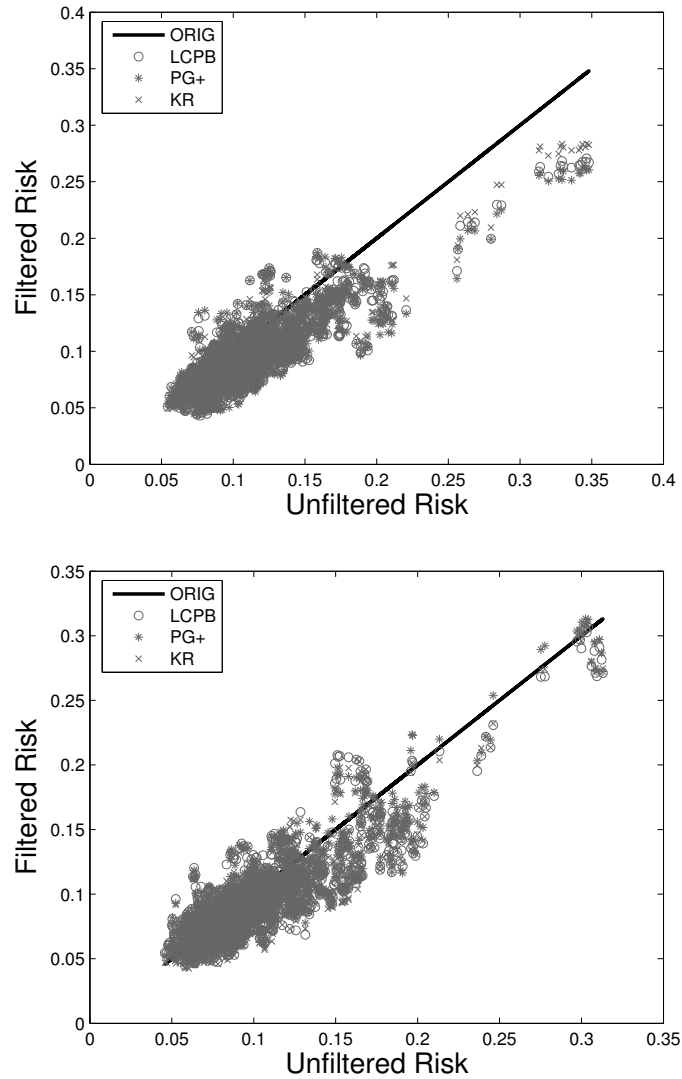 0.4
0.35
0.3
0.25
0.2
0.15
0.1
0.05
0
Filtered Risk
ORIG
LCPB
PG+
KR
0 0.05 0.1 0.15 0.2 0.25 0.3 0.35 0.4
Unfiltered Risk
0.35
0.3
0.25
0.2
0.15
0.1
0.05
0
Filtered Risk
ORIG
LCPB
PG+
KR
0 0.05 0.1 0.15 0.2 0.25 0.3 0.35
Unfiltered Risk